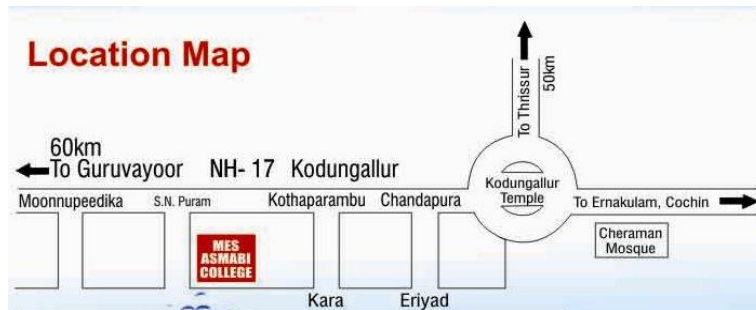 Location Map
To Thrissur
50km
60km
To Guruvayoor NH- 17 Kodungallur
Moonnupeedika S.N. Puram Kothaparambu Chandapura
Kodungallur
Temple
To Ernakulam, Cochin
Cheraman
Mosque
MES
ASMABI
COLLEGE
Kara Eriyad